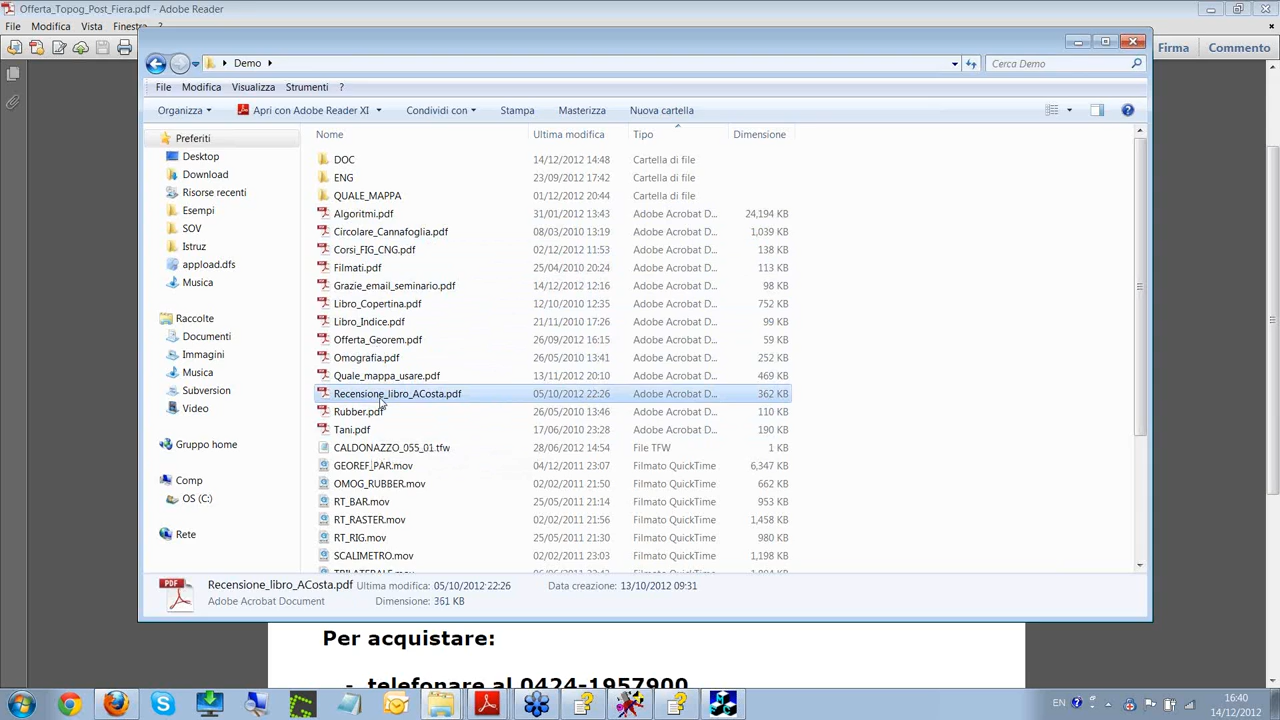 Offerta_Topog_Post_Fiera.pdf - Adobe Reader
File Modifica Vista Finestra ?
Firma Commento
Demo
Cerca Demo
File Modifica Visualizza Strumenti ?
Organizza Apri con Adobe Reader XI Condividi con Stampa Masterizza Nuova cartella
Preferiti
Desktop
Download
Risorse recenti
Esempi
SOV
Istruz
appload.dfs
Musica
Raccolte
Documenti
Immagini
Musica
Subversion
Video
Gruppo home
Comp
OS (C:)
Rete
Nome Ultima modifica Tipo Dimensione
DOC 14/12/2012 14:48 Cartella di file
ENG 23/09/2012 17:42 Cartella di file
QUALE_MAPPA 01/12/2012 20:44 Cartella di file
Algoritmi.pdf 31/01/2012 13:43 Adobe Acrobat D... 24,194 KB
Circolare_Cannafoglia.pdf 08/03/2010 13:19 Adobe Acrobat D... 1,039 KB
Corsi_FIG_CNG.pdf 02/12/2012 11:53 Adobe Acrobat D... 138 KB
Filmati.pdf 25/04/2010 20:24 Adobe Acrobat D... 113 KB
Grazie_email_seminario.pdf 14/12/2012 12:16 Adobe Acrobat D... 98 KB
Libro_Copertina.pdf 12/10/2010 12:35 Adobe Acrobat D... 752 KB
Libro_Indice.pdf 21/11/2010 17:26 Adobe Acrobat D... 99 KB
Offerta_Georem.pdf 26/09/2012 16:15 Adobe Acrobat D... 59 KB
Omografia.pdf 26/05/2010 13:41 Adobe Acrobat D... 252 KB
Quale_mappa_usare.pdf 13/11/2012 20:10 Adobe Acrobat D... 469 KB
Recensione_libro_ACosta.pdf 05/10/2012 22:26 Adobe Acrobat D... 362 KB
Rubber.pdf 26/05/2010 13:46 Adobe Acrobat D... 110 KB
Tani.pdf 17/06/2010 23:28 Adobe Acrobat D... 190 KB
CALDONAZZO_055_01.tfw 28/06/2012 14:54 File TFW 1 KB
GEOREF_PAR.mov 04/12/2011 23:07 Filmato QuickTime 6,347 KB
OMOG_RUBBER.mov 02/02/2011 21:50 Filmato QuickTime 662 KB
RT_BAR.mov 25/05/2011 21:14 Filmato QuickTime 953 KB
RT_RASTER.mov 02/02/2011 21:56 Filmato QuickTime 1,458 KB
RT_RIG.mov 25/05/2011 21:30 Filmato QuickTime 980 KB
SCALIMETRO.mov 02/02/2011 23:03 Filmato QuickTime 1,198 KB
Recensione_libro_ACosta.pdf Ultima modifica: 05/10/2012 22:26 Data creazione: 13/10/2012 09:31
Adobe Acrobat Document Dimensione: 361 KB
Per acquistare:
- telefonare al 0424-1957900
EN 16:40
14/12/2012